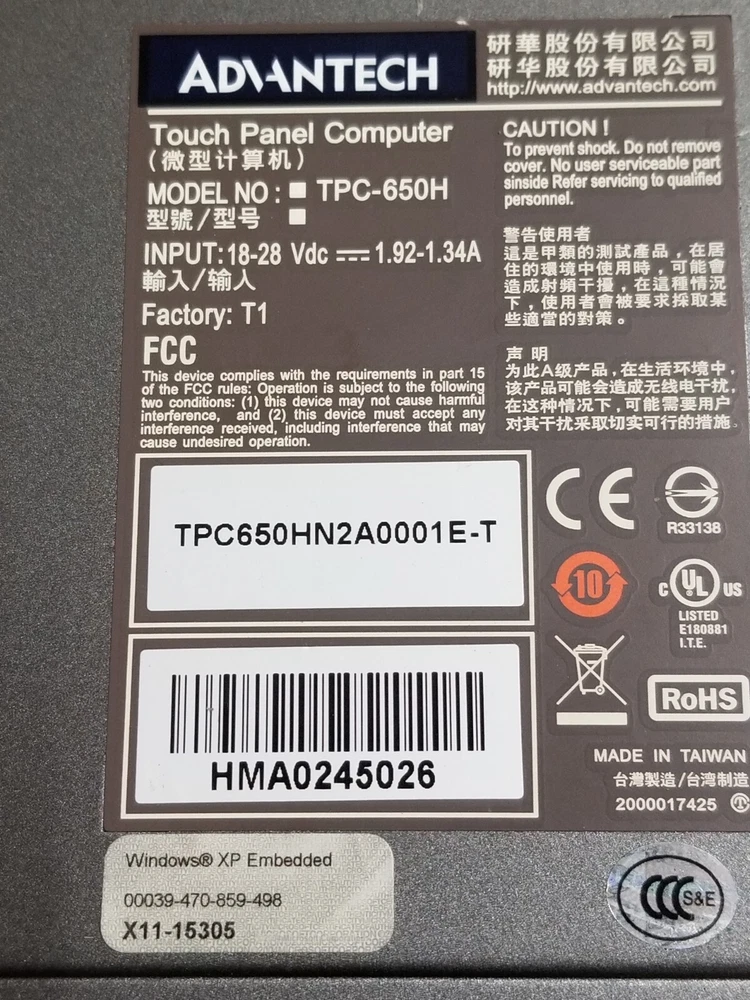 ADVANTECH
研華股份有限公司
研华股份有限公司
http://www.advantech.com
Touch Panel Computer
(微型计算机)
MODEL NO : ■ TPC-650H
型號/型号 ■
INPUT: 18-28 Vdc ⎓ 1.92-1.34A
輸入/输入
Factory: T1
FCC
This device complies with the requirements in part 15
of the FCC rules: Operation is subject to the following
two conditions: (1) this device may not cause harmful
interference, and (2) this device must accept any
interference received, including interference that may
cause undesired operation.
CAUTION !
To prevent shock. Do not remove
cover. No user serviceable part
sinside Refer servicing to qualified
personnel.
警告使用者
這是甲類的測試產品，在居
住的環境中使用時，可能會
造成射頻干擾，在這種情況
下，使用者會被要求採取某
些適當的對策。
声 明
为此A级产品，在生活环境中，
该产品可能会造成无线电干扰，
在这种情况下，可能需要用户
对其干扰采取切实可行的措施。
TPC650HN2A0001E-T
HMA0245026
CE
R33138
10
c UL US
LISTED
E180881
I.T.E.
RoHS
MADE IN TAIWAN
台灣製造/台湾制造
2000017425
Windows® XP Embedded
00039-470-859-498
X11-15305
CCC S&E